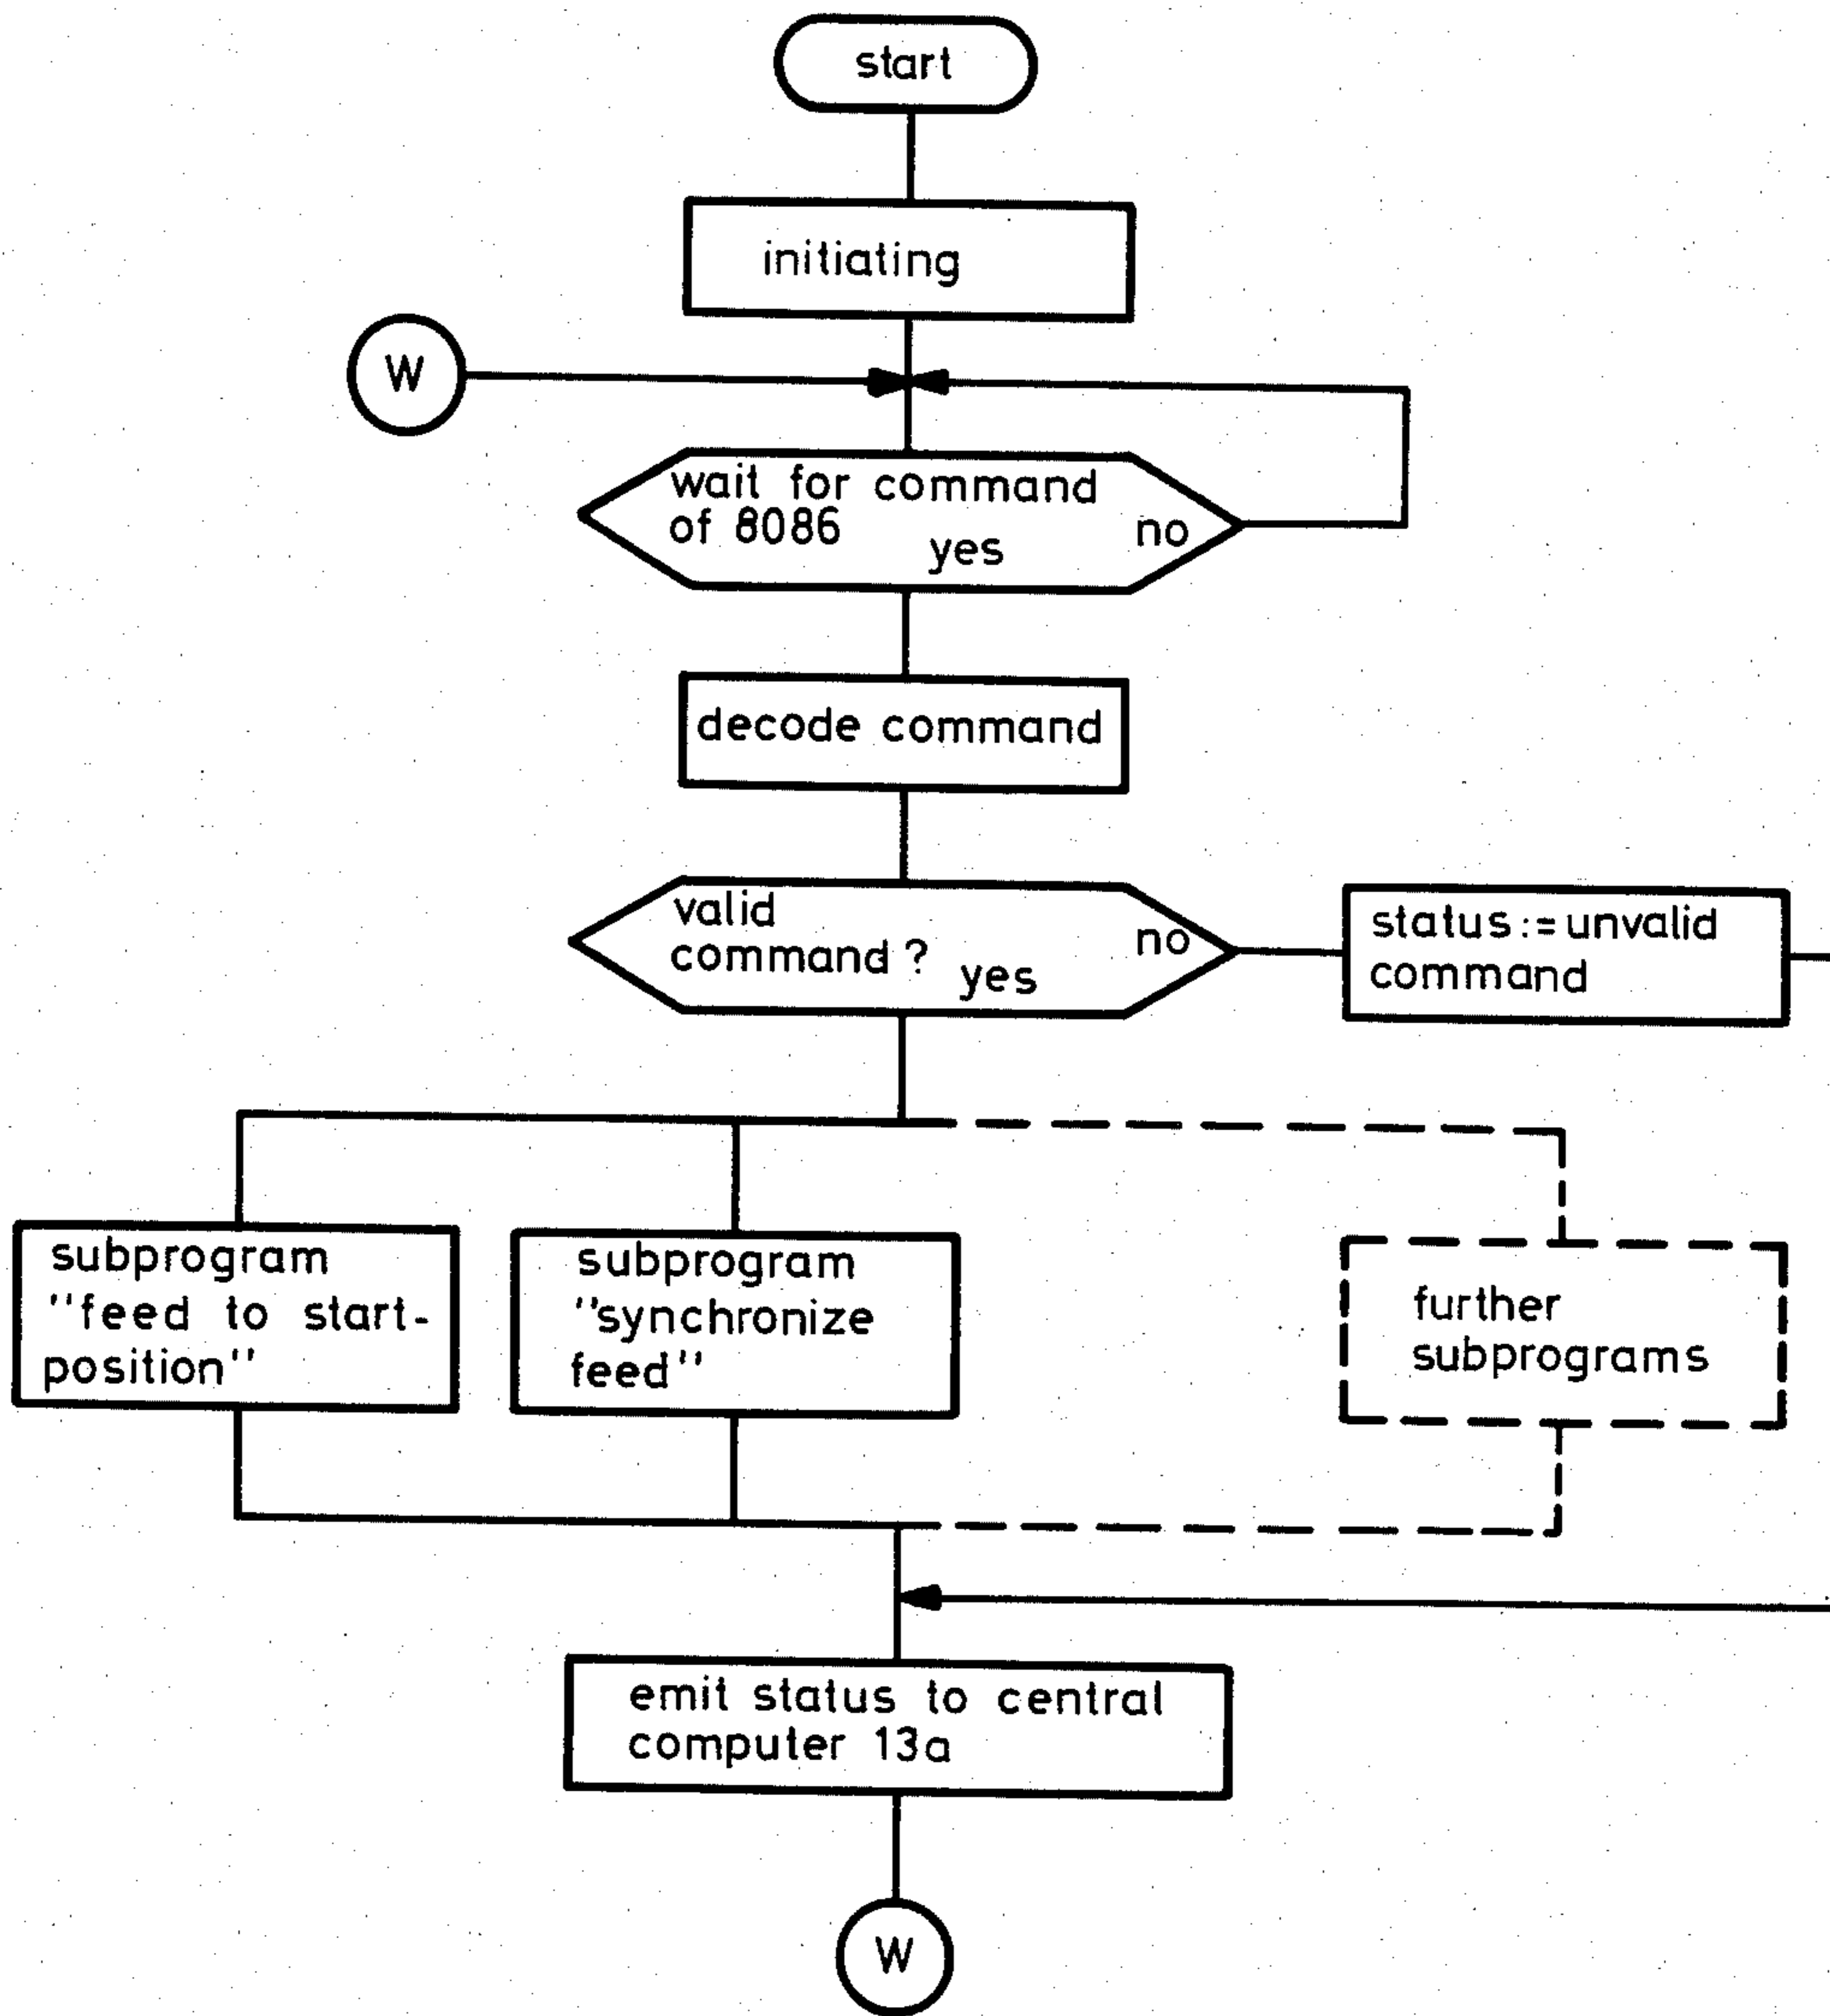 start
initiating
W
wait for command
of 8086
yes
no
decode command
valid
command ?
yes
no
status:= unvalid
command
subprogram
"feed to start-
position"
subprogram
"synchronize
feed"
further
subprograms
emit status to central
computer 13a
W